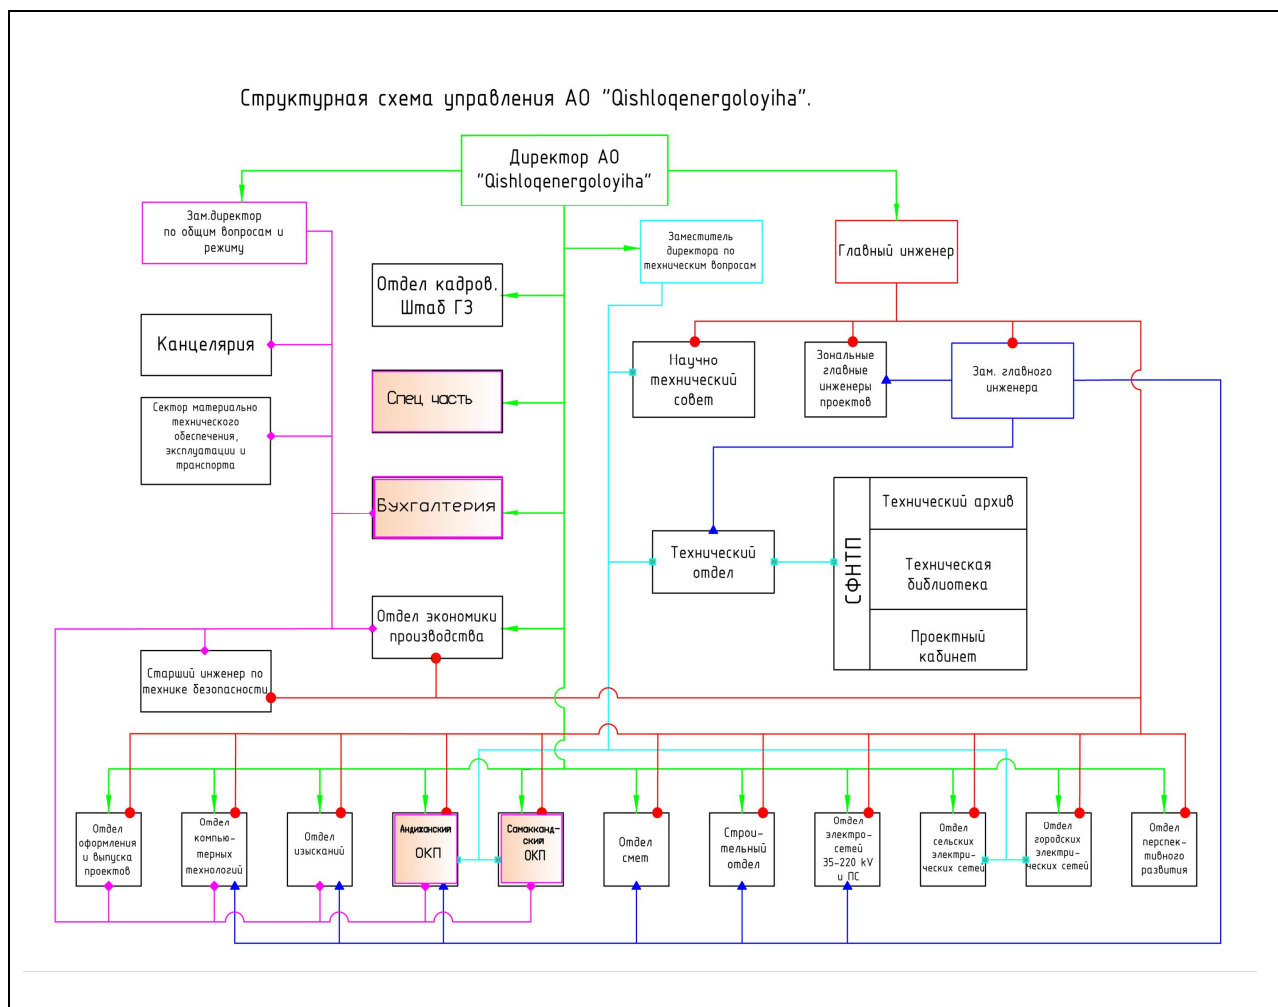 Структурная схема управления АО "Qishloqenergoloyiha".
Директор АО
"Qishloqenergoloyiha"
Зам.директор
по общим вопросам и
режиму
Заместитель
директора по
техническим вопросам
Главный инженер
Отдел кадров.
Штаб ГЗ
Канцелярия
Научно
технический
совет
Зональные
главные
инженеры
проектов
Зам. главного
инженера
Спец часть
Сектор материально
технического
обеспечения,
эксплуатации и
транспорта
Бухгалтерия
Технический
отдел
СФНТП
Технический архив
Техническая
библиотека
Проектный
кабинет
Отдел экономики
производства
Старший инженер по
технике безопасности
Отдел
оформления
и выпуска
проектов
Отдел
компью-
терных
технологий
Отдел
изысканий
Андижанский
ОКП
Самакканд-
ский
ОКП
Отдел
смет
Строи-
тельный
отдел
Отдел
электро-
сетей
35-220 kV
и ПС
Отдел
сельских
электри-
ческих сетей
Отдел
городских
электри-
ческих сетей
Отдел
перспек-
тивного
развития